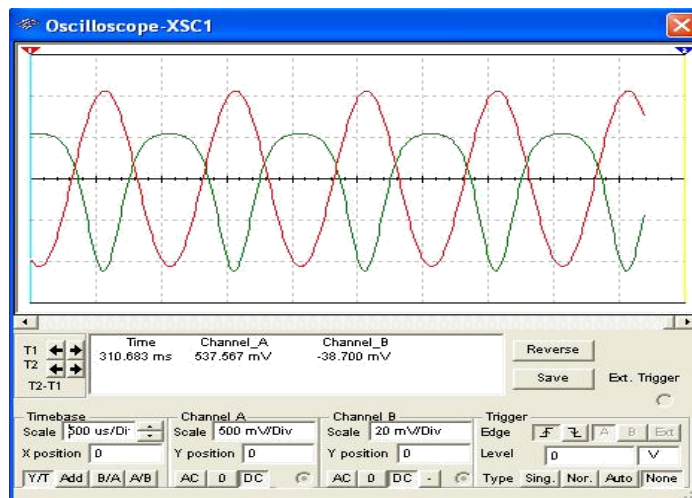 Oscilloscope-XSC1
Time Channel_A Channel_B
T1 310.683 ms 537.567 mV -38.700 mV
T2
T2-T1
Reverse
Save
Ext. Trigger
Timebase Channel A Channel B Trigger
Scale 500 us/Di Scale 500 mV/Div Scale 20 mV/Div Edge A B Ext
X position 0 Y position 0 Y position 0 Level 0 V
Y/T Add B/A A/B AC 0 DC AC 0 DC - Type Sing. Nor. Auto None